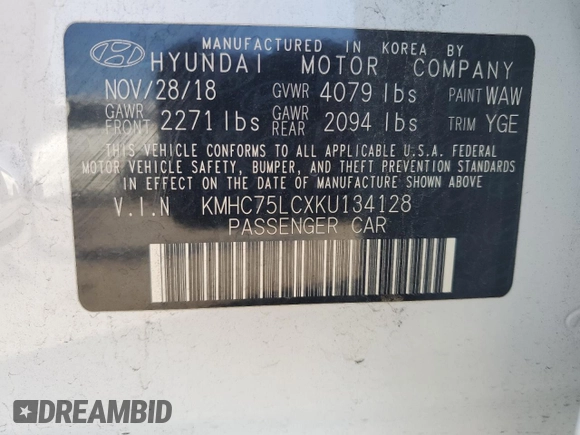 MANUFACTURED IN KOREA BY
HYUNDAI MOTOR COMPANY
NOV/28/18 GVWR 4079 lbs PAINT WAW
GAWR FRONT 2271 lbs GAWR REAR 2094 lbs TRIM YGE
THIS VEHICLE CONFORMS TO ALL APPLICABLE U.S.A. FEDERAL
MOTOR VEHICLE SAFETY, BUMPER, AND THEFT PREVENTION STANDARDS
IN EFFECT ON THE DATE OF MANUFACTURE SHOWN ABOVE
V.I.N KMHC75LCXKU134128
PASSENGER CAR
DREAMBID